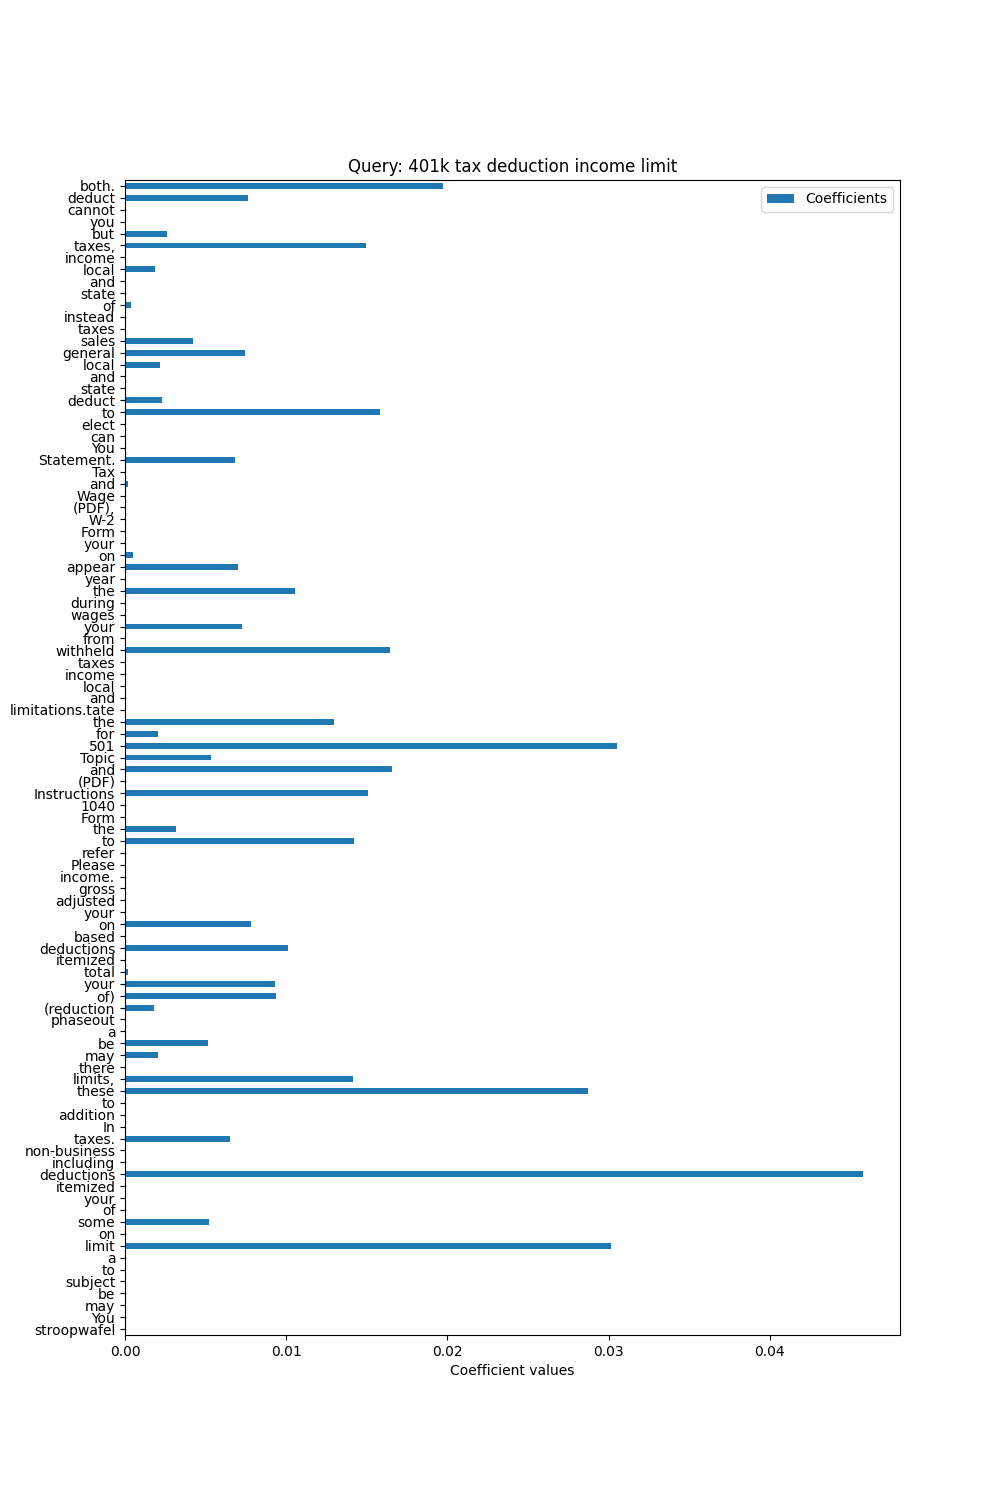 Query: 401k tax deduction income limit
Coefficients
both.
deduct
cannot
you
but
taxes,
income
local
and
state
of
instead
taxes
sales
general
local
and
state
deduct
to
elect
can
You
Statement.
Tax
and
Wage
(PDF),
W-2
Form
your
on
appear
year
the
during
wages
your
from
withheld
taxes
income
local
and
limitations.tate
the
for
501
Topic
and
(PDF)
Instructions
1040
Form
the
to
refer
Please
income.
gross
adjusted
your
on
based
deductions
itemized
total
your
of)
(reduction
phaseout
a
be
may
there
limits,
these
to
addition
In
taxes.
non-business
including
deductions
itemized
your
of
some
on
limit
a
to
subject
be
may
You
stroopwafel
0.00 0.01 0.02 0.03 0.04
Coefficient values